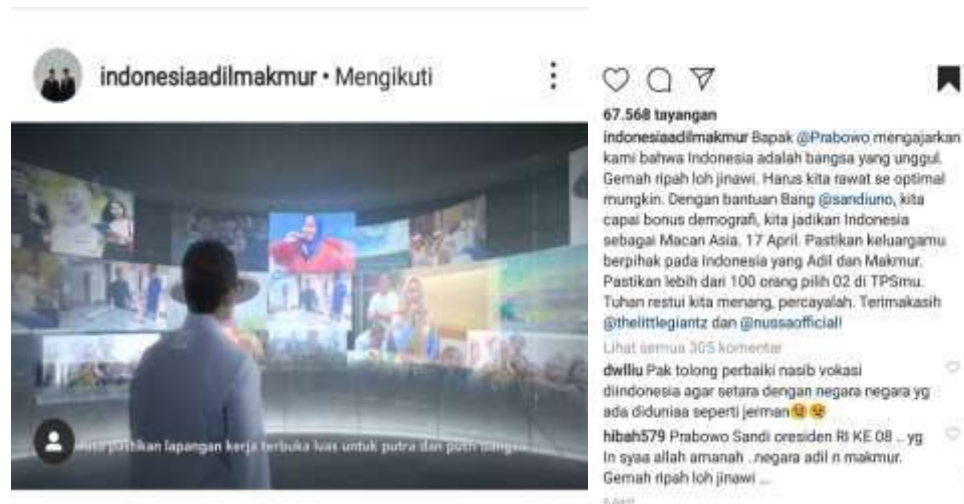 indonesiaadilmakmur • Mengikuti
pastikan lapangan kerja terbuka luas untuk putra dan putri bangsa
67.568 tayangan
indonesiaadilmakmur Bapak @Prabowo mengajarkan
kami bahwa Indonesia adalah bangsa yang unggul.
Gemah ripah loh jinawi. Harus kita rawat se optimal
mungkin. Dengan bantuan Bang @sandiuno, kita
capai bonus demografi, kita jadikan Indonesia
sebagai Macan Asia. 17 April. Pastikan keluargamu
berpihak pada Indonesia yang Adil dan Makmur.
Pastikan lebih dari 100 orang pilih 02 di TPSmu.
Tuhan restui kita menang, percayalah. Terimakasih
@thelittlegiantz dan @nussaofficial!
Lihat semua 305 komentar
dwlliu Pak tolong perbaiki nasib vokasi
diindonesia agar setara dengan negara negara yg
ada diduniaa seperti jerman
hibah579 Prabowo Sandi oresiden RI KE 08 .. yg
In syaa allah amanah ..negara adil n makmur.
Gemah ripah loh jinawi ...